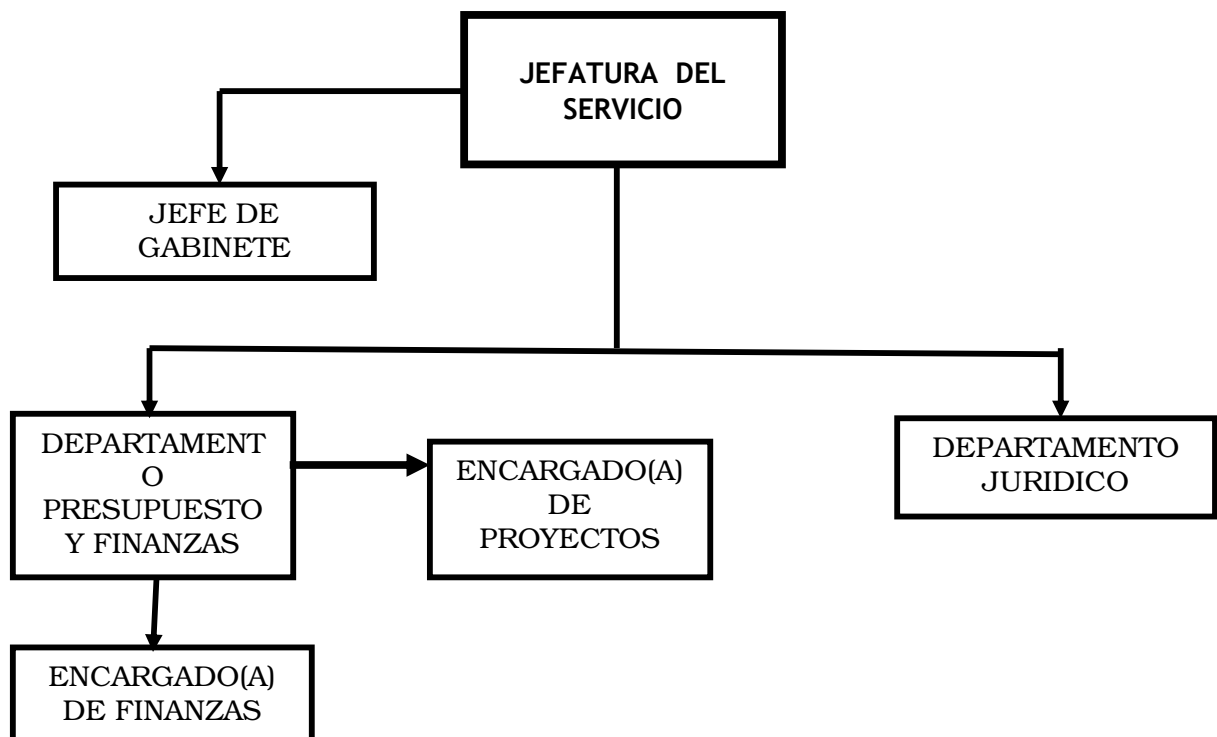 JEFATURA DEL
SERVICIO
JEFE DE
GABINETE
DEPARTAMENT
O
PRESUPUESTO
Y FINANZAS
ENCARGADO(A)
DE
PROYECTOS
DEPARTAMENTO
JURIDICO
ENCARGADO(A)
DE FINANZAS